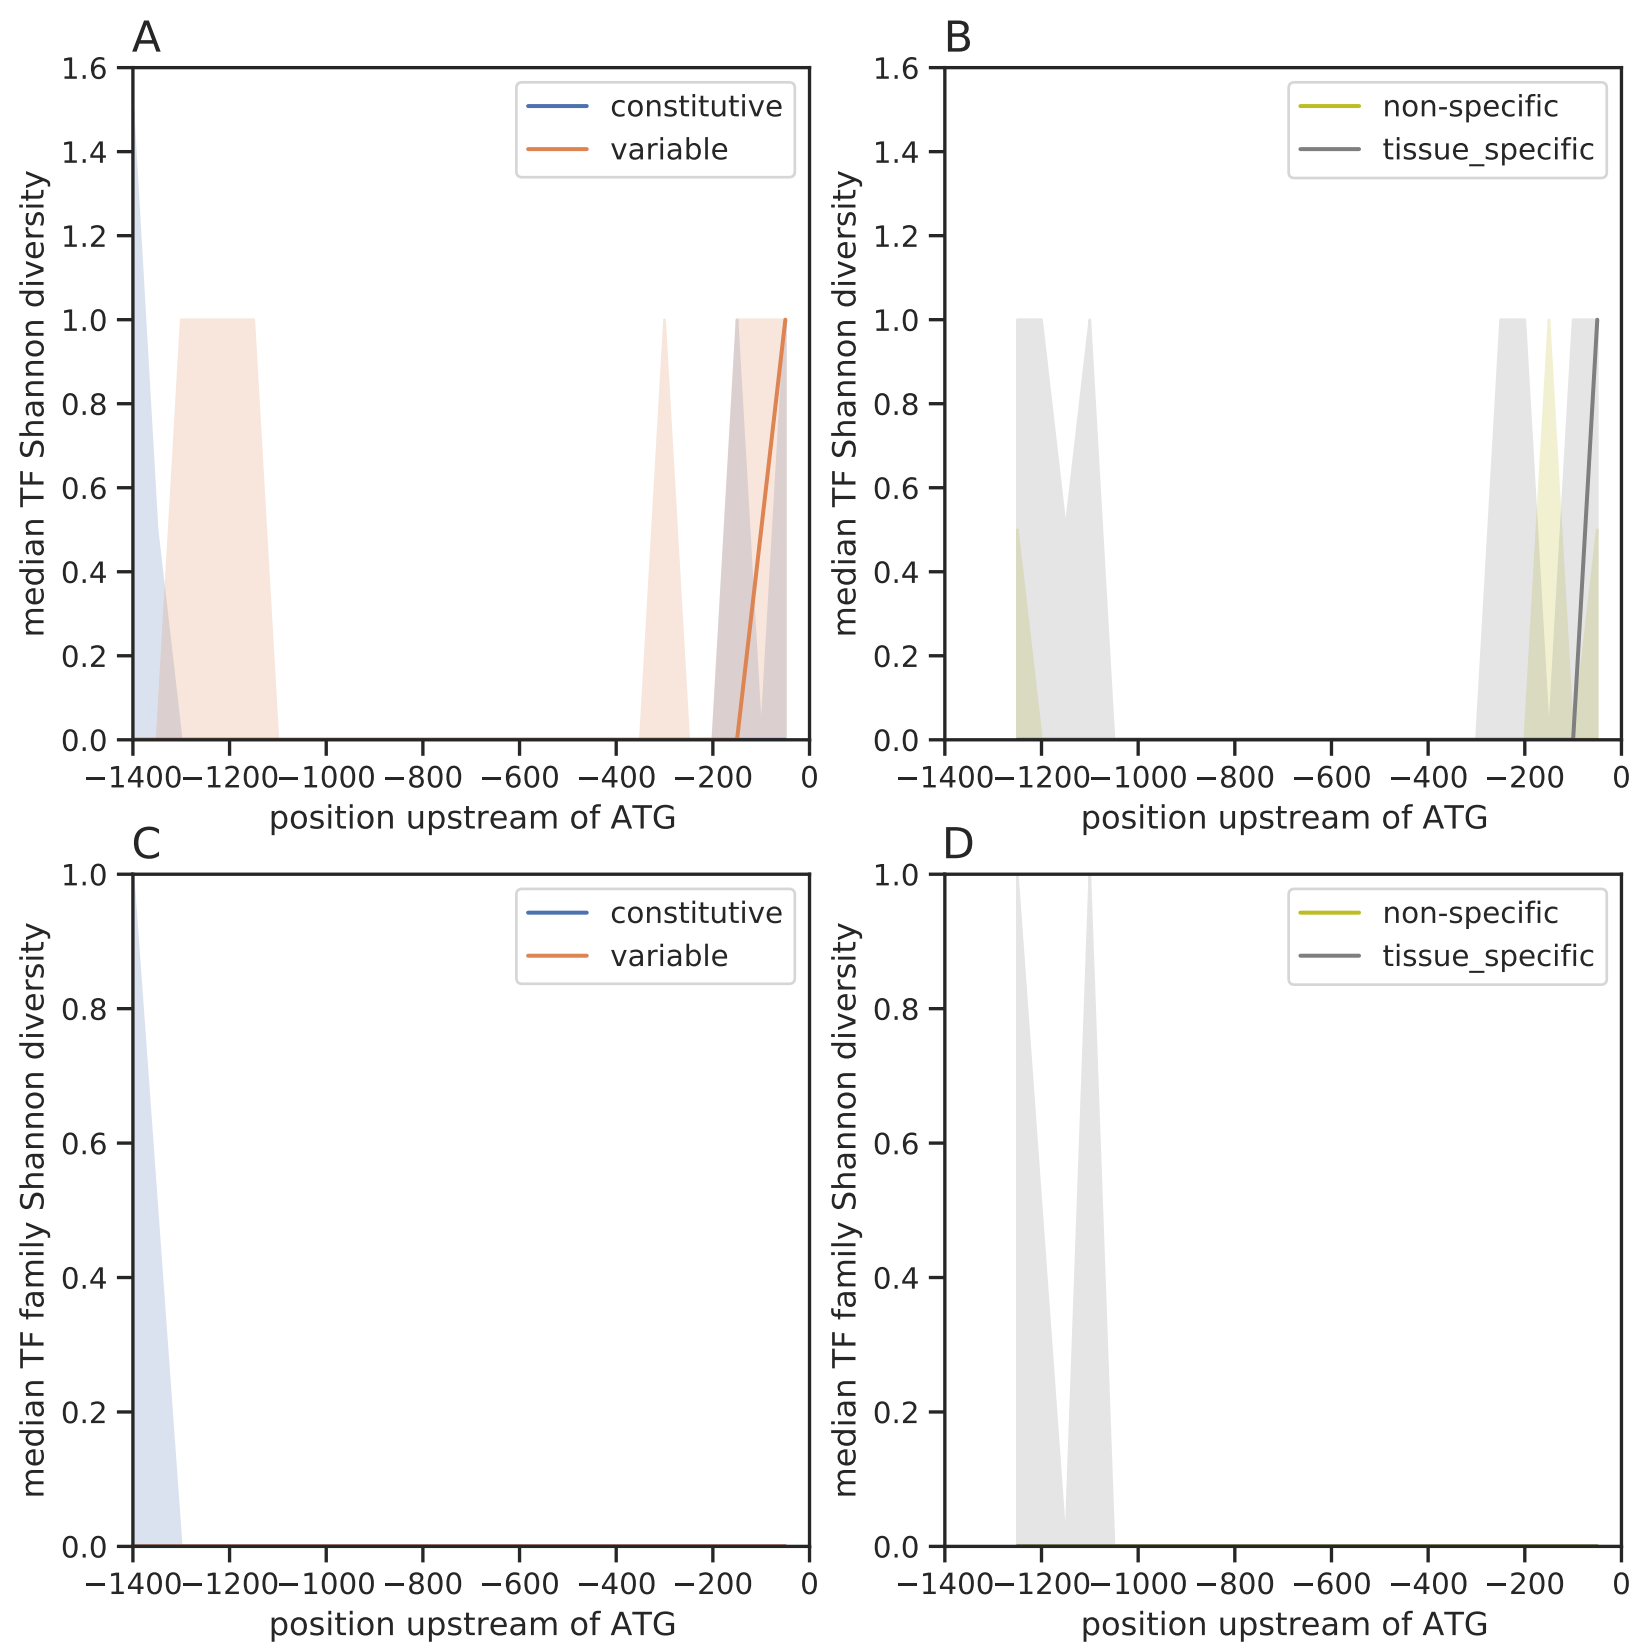 A
1.6
1.4
1.2
1.0
0.8
0.6
0.4
0.2
0.0
median TF Shannon diversity
constitutive
variable
−1400 −1200 −1000 −800 −600 −400 −200 0
position upstream of ATG
B
1.6
1.4
1.2
1.0
0.8
0.6
0.4
0.2
0.0
median TF Shannon diversity
non-specific
tissue_specific
−1400 −1200 −1000 −800 −600 −400 −200 0
position upstream of ATG
C
1.0
0.8
0.6
0.4
0.2
0.0
median TF family Shannon diversity
constitutive
variable
−1400 −1200 −1000 −800 −600 −400 −200 0
position upstream of ATG
D
1.0
0.8
0.6
0.4
0.2
0.0
median TF family Shannon diversity
non-specific
tissue_specific
−1400 −1200 −1000 −800 −600 −400 −200 0
position upstream of ATG